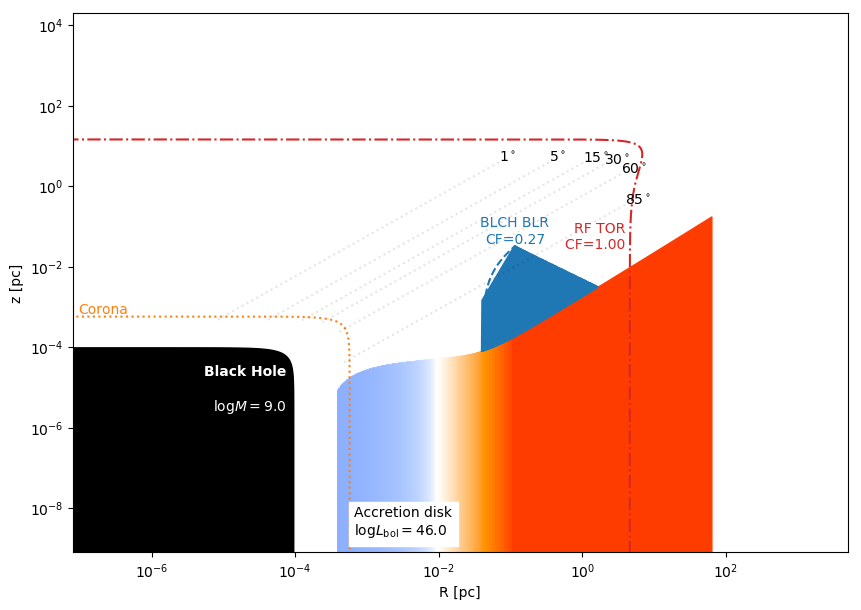 10^4
10^2
10^0
10^-2
10^-4
10^-6
10^-8
z [pc]
1° 5° 15° 30° 60°
85°
BLCH BLR
CF=0.27
RF TOR
CF=1.00
Corona
Black Hole
logM = 9.0
Accretion disk
logL_bol = 46.0
10^-6 10^-4 10^-2 10^0 10^2
R [pc]